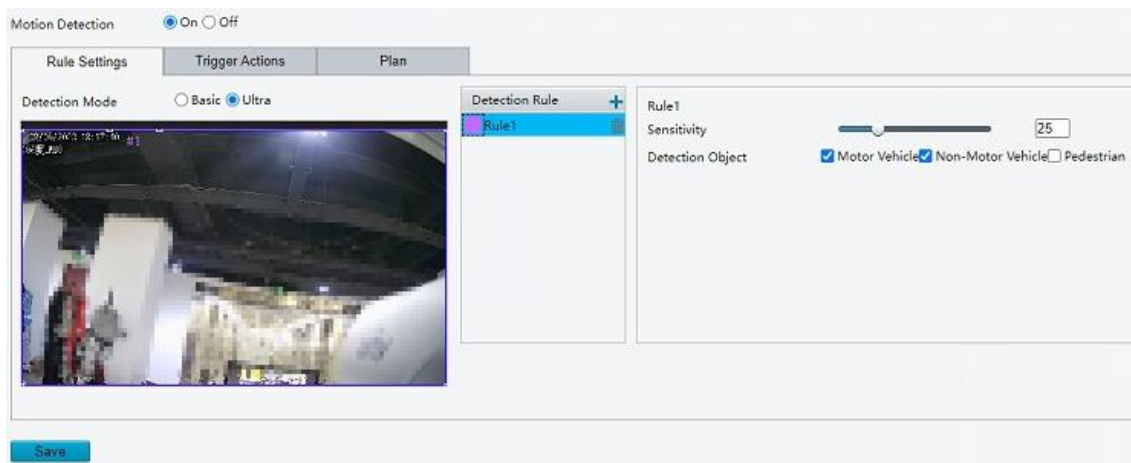 Motion Detection On Off
Rule Settings Trigger Actions Plan
Detection Mode Basic Ultra
#1
Detection Rule
Rule1
Rule1
Sensitivity 25
Detection Object Motor Vehicle Non-Motor Vehicle Pedestrian
Save